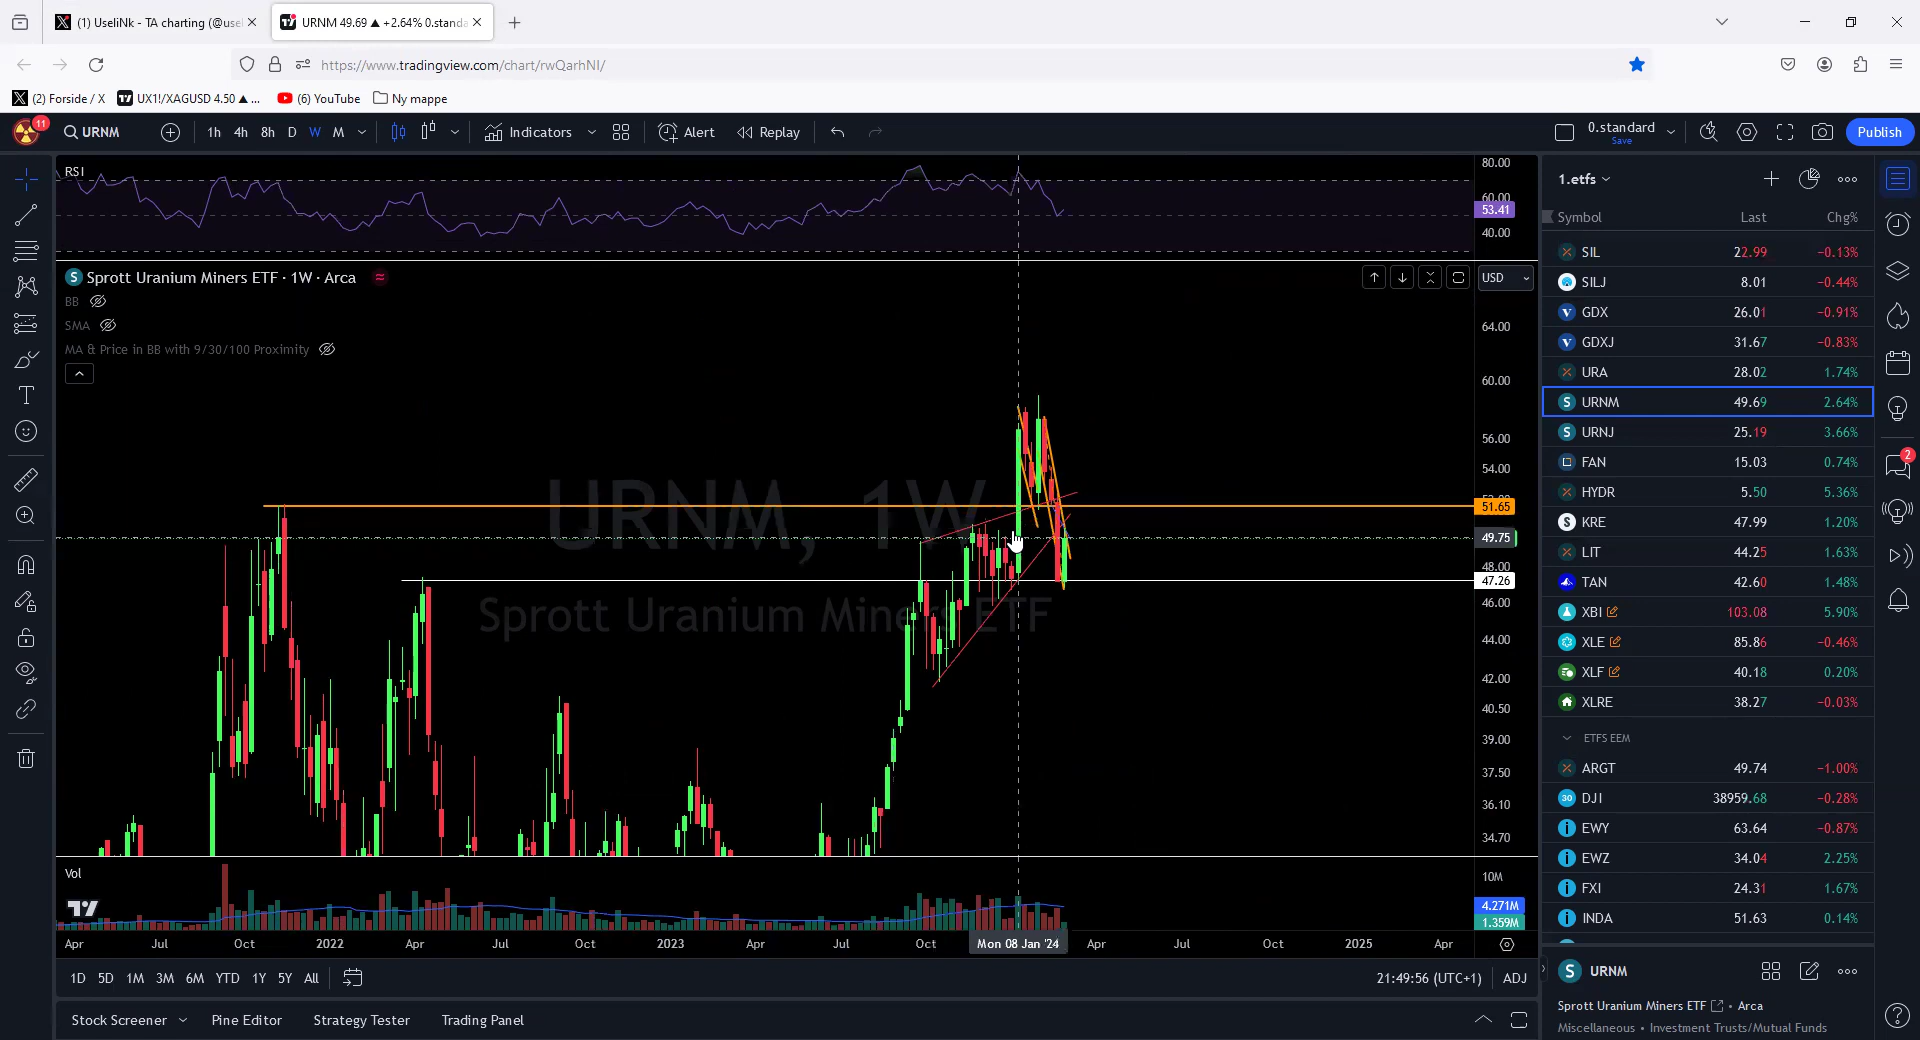 (1) UseliNk - TA charting (@use
URNM 49.69 ▲ +2.64% 0.standa
https://www.tradingview.com/chart/rwQarhNI/
(2) Forside / X
UX1!/XAGUSD 4.50 ▲ ...
(6) YouTube
Ny mappe
11
URNM
1h 4h 8h D W M
Indicators
Alert
Replay
0.standard
Save
Publish
RSI
80.00
60.00
53.41
40.00
Sprott Uranium Miners ETF · 1W · Arca
USD
BB
SMA
MA & Price in BB with 9/30/100 Proximity
64.00
60.00
56.00
54.00
51.65
49.75
48.00
47.26
46.00
44.00
42.00
40.50
39.00
37.50
36.10
34.70
URNM, 1W
Sprott Uranium Miners ETF
Vol
10M
4.271M
1.359M
Apr Jul Oct 2022 Apr Jul Oct 2023 Apr Jul Oct Mon 08 Jan '24 Apr Jul Oct 2025 Apr
1D 5D 1M 3M 6M YTD 1Y 5Y All
21:49:56 (UTC+1) ADJ
Stock Screener
Pine Editor
Strategy Tester
Trading Panel
1.etfs
Symbol Last Chg%
SIL 22.99 −0.13%
SILJ 8.01 −0.44%
GDX 26.01 −0.91%
GDXJ 31.67 −0.83%
URA 28.02 1.74%
URNM 49.69 2.64%
URNJ 25.19 3.66%
FAN 15.03 0.74%
HYDR 5.50 5.36%
KRE 47.99 1.20%
LIT 44.25 1.63%
TAN 42.60 1.48%
XBI 103.08 5.90%
XLE 85.86 −0.46%
XLF 40.18 0.20%
XLRE 38.27 −0.03%
ETFS EEM
ARGT 49.74 −1.00%
DJI 38959.68 −0.28%
EWY 63.64 −0.87%
EWZ 34.04 2.25%
FXI 24.31 1.67%
INDA 51.63 0.14%
URNM
Sprott Uranium Miners ETF • Arca
Miscellaneous • Investment Trusts/Mutual Funds
2